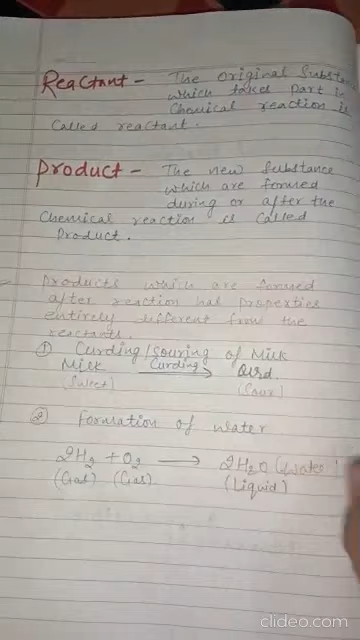 Reactant - The original Substa
which takes part in
Chemical reaction is
called reactant.
Product - The new Substance
which are formed
during or after the
Chemical reaction is called
Product.
Products which are formed
after reaction has properties
entirely different from the
reactants.
① Curding/Souring of Milk
Milk Curding → Curd
(Sweet) (Sour)
② Formation of water
2H₂ + O₂ → 2H₂O (water)
(Gas) (Gas) (Liquid)
clideo.com